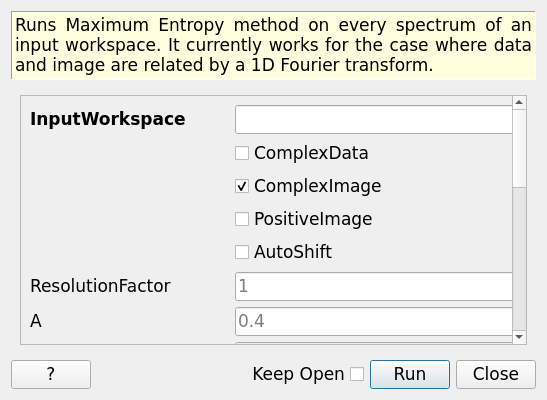 Runs Maximum Entropy method on every spectrum of an
input workspace. It currently works for the case where data
and image are related by a 1D Fourier transform.
InputWorkspace
ComplexData
ComplexImage
PositiveImage
AutoShift
ResolutionFactor 1
A 0.4
? Keep Open Run Close